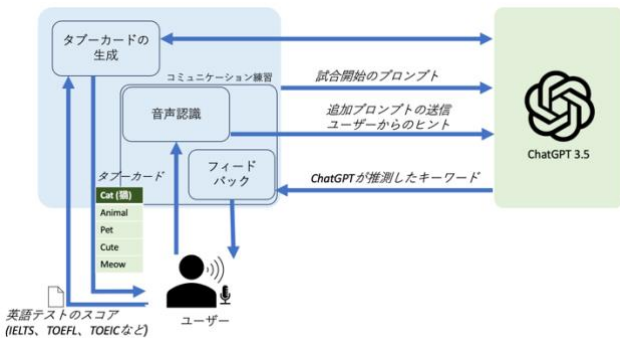 タブーカードの
生成
コミュニケーション練習
試合開始のプロンプト
音声認識
追加プロンプトの送信
ユーザーからのヒント
ChatGPT 3.5
フィード
バック
ChatGPTが推測したキーワード
タブーカード
Cat (猫)
Animal
Pet
Cute
Meow
ユーザー
英語テストのスコア
(IELTS、TOEFL、TOEICなど)